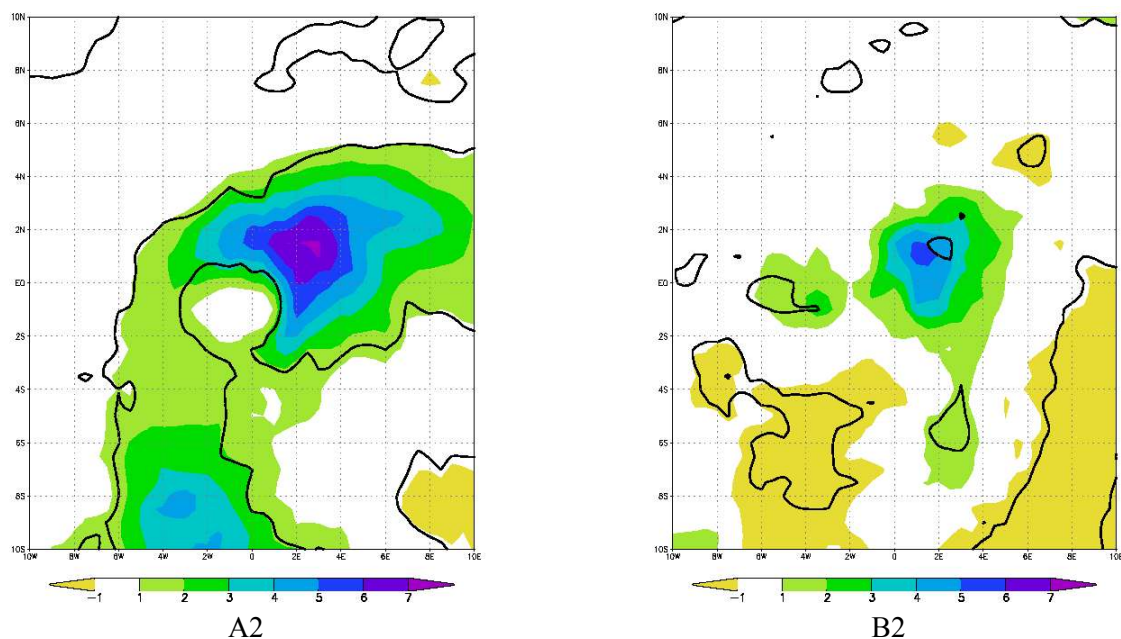 10N 10N
8N 8N
6N 6N
4N 4N
2N 2N
EQ EQ
2S 2S
4S 4S
6S 6S
8S 8S
10S 10S
10W 8W 6W 4W 2W 0 2E 4E 6E 8E 10E 10W 8W 6W 4W 2W 0 2E 4E 6E 8E 10E
-1 1 2 3 4 5 6 7 -1 1 2 3 4 5 6 7
A2 B2